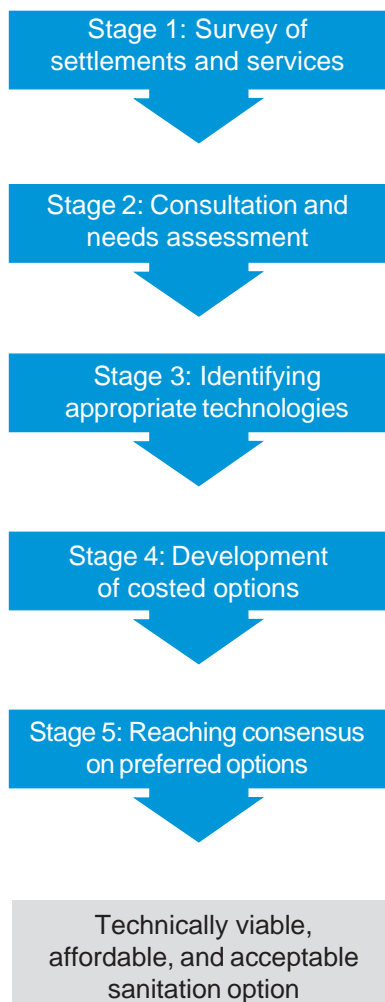 Stage 1: Survey of
settlements and services
Stage 2: Consultation and
needs assessment
Stage 3: Identifying
appropriate technologies
Stage 4: Development
of costed options
Stage 5: Reaching consensus
on preferred options
Technically viable,
affordable, and acceptable
sanitation option